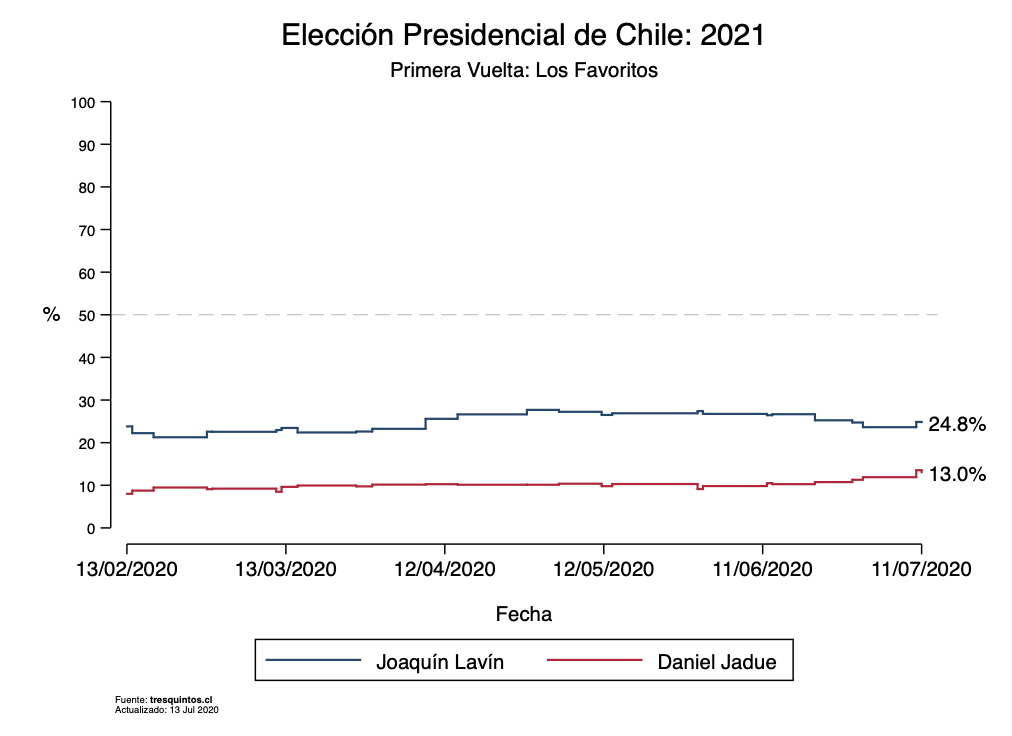 Elección Presidencial de Chile: 2021
Primera Vuelta: Los Favoritos
100
90
80
70
60
% 50
40
30
20
10
0
24.8%
13.0%
13/02/2020 13/03/2020 12/04/2020 12/05/2020 11/06/2020 11/07/2020
Fecha
Joaquín Lavín Daniel Jadue
Fuente: tresquintos.cl
Actualizado: 13 Jul 2020